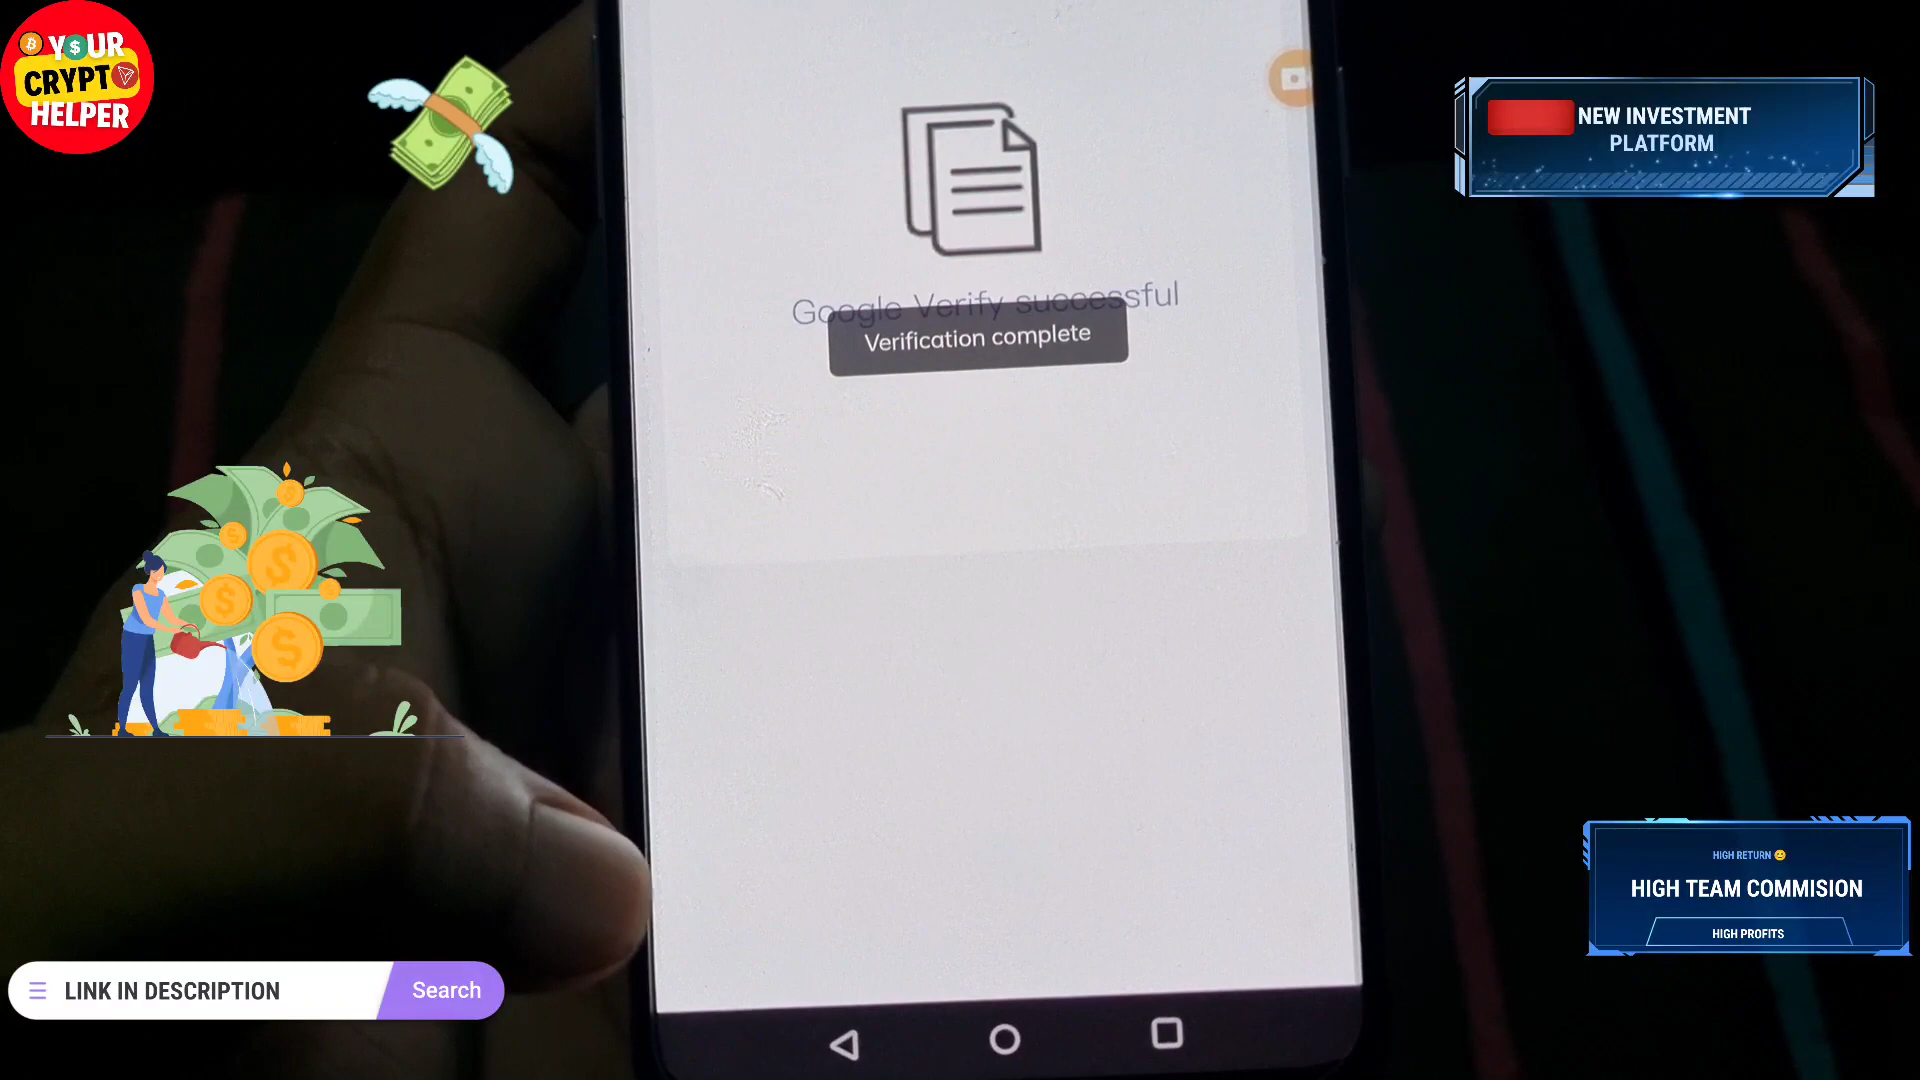 YOUR
CRYPTO
HELPER
NEW INVESTMENT
PLATFORM
Google Verify successful
Verification complete
HIGH RETURN 😊
HIGH TEAM COMMISION
HIGH PROFITS
LINK IN DESCRIPTION
Search